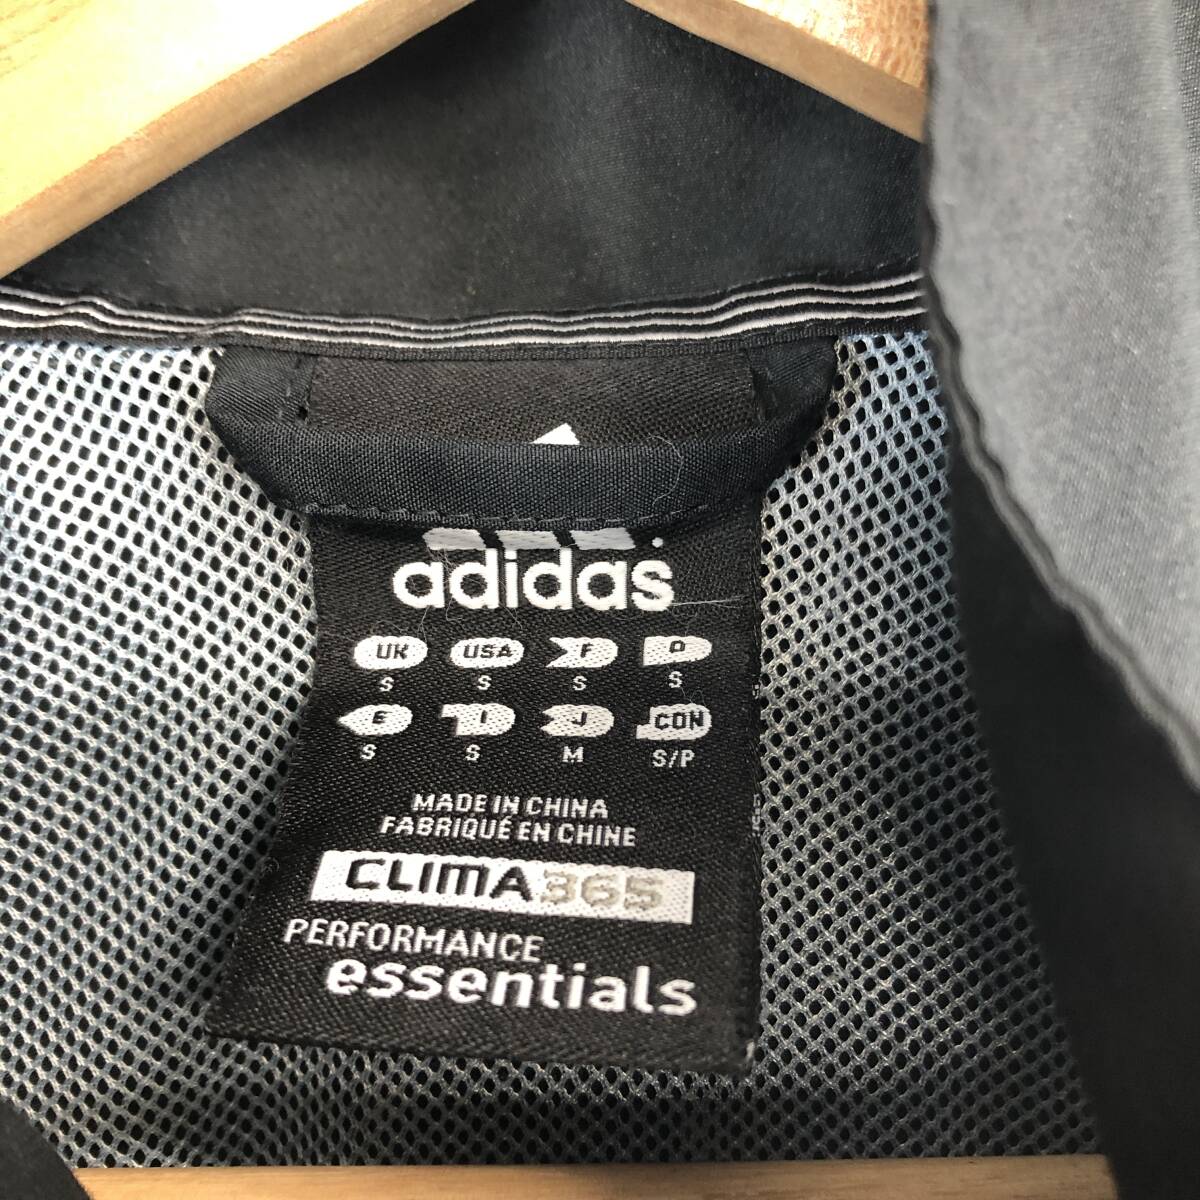 adidas
UK USA F D
S S S S
E I J CON
S S M S/P
MADE IN CHINA
FABRIQUÉ EN CHINE
CLIMA365
PERFORMANCE
essentials